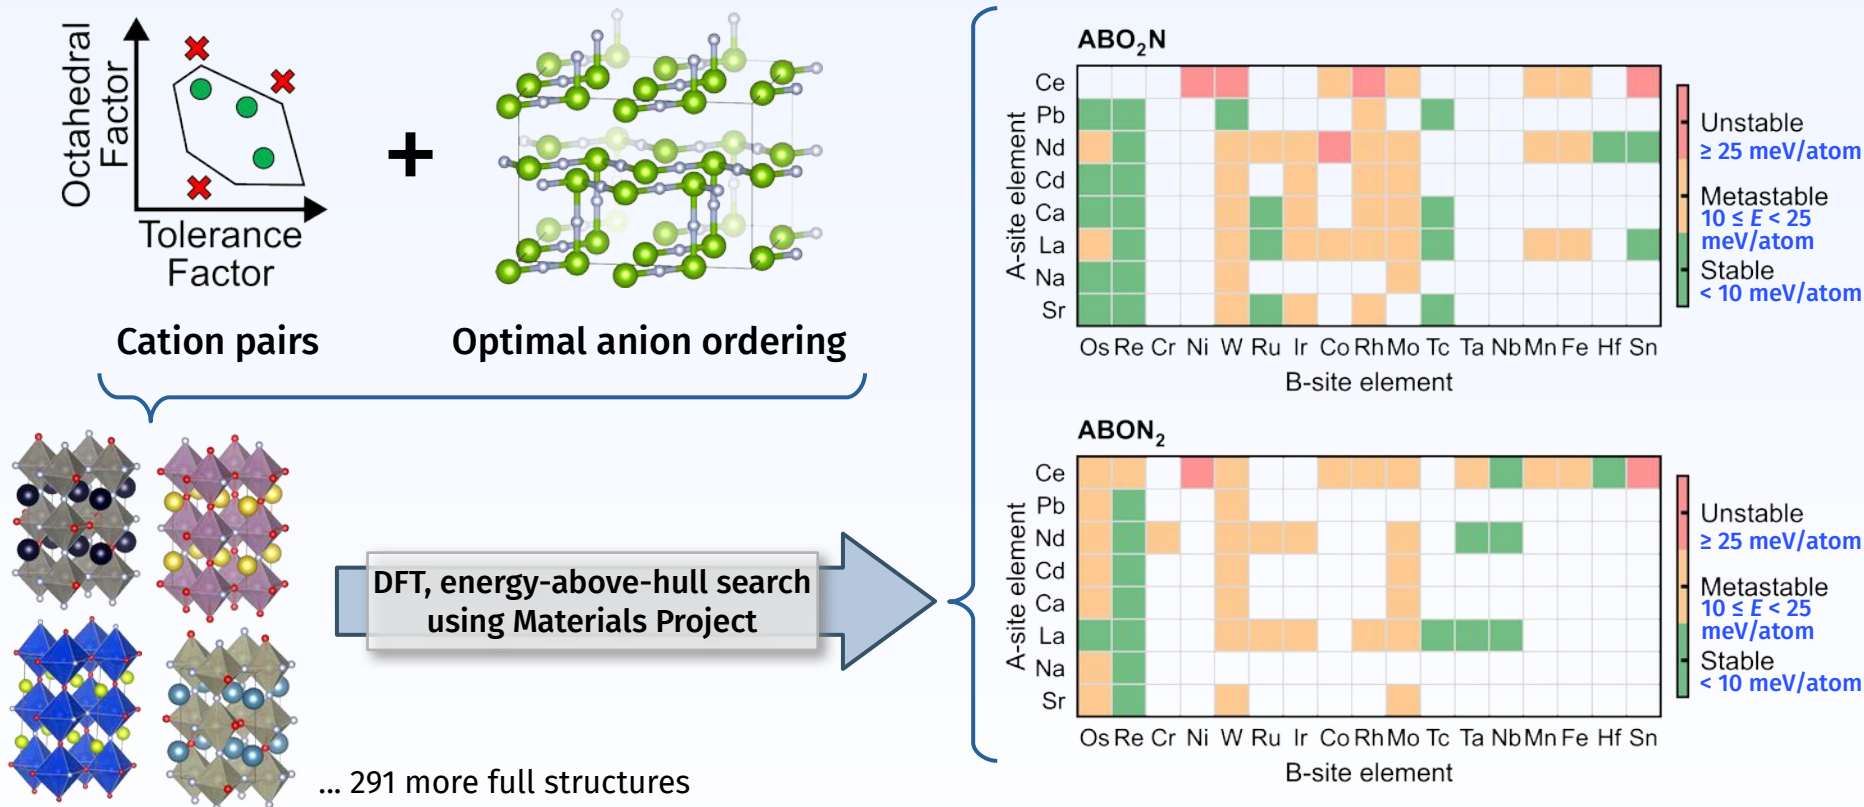 Octahedral
Factor
Tolerance
Factor
+
Cation pairs
Optimal anion ordering
... 291 more full structures
DFT, energy-above-hull search
using Materials Project
ABO₂N
A-site element
Ce
Pb
Nd
Cd
Ca
La
Na
Sr
Os Re Cr Ni W Ru Ir Co Rh Mo Tc Ta Nb Mn Fe Hf Sn
B-site element
Unstable
≥ 25 meV/atom
Metastable
10 ≤ E < 25
meV/atom
Stable
< 10 meV/atom
ABON₂
A-site element
Ce
Pb
Nd
Cd
Ca
La
Na
Sr
Os Re Cr Ni W Ru Ir Co Rh Mo Tc Ta Nb Mn Fe Hf Sn
B-site element
Unstable
≥ 25 meV/atom
Metastable
10 ≤ E < 25
meV/atom
Stable
< 10 meV/atom